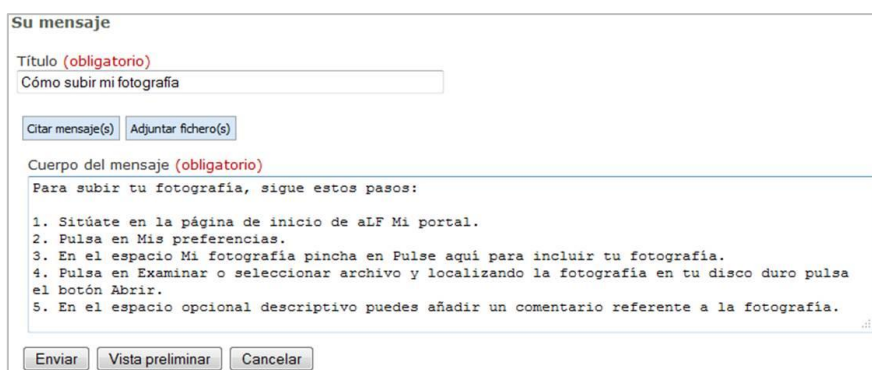 Su mensaje
Título (obligatorio)
Cómo subir mi fotografía
Citar mensaje(s) Adjuntar fichero(s)
Cuerpo del mensaje (obligatorio)
Para subir tu fotografía, sigue estos pasos:
1. Sitúate en la página de inicio de aLF Mi portal.
2. Pulsa en Mis preferencias.
3. En el espacio Mi fotografía pincha en Pulse aquí para incluir tu fotografía.
4. Pulsa en Examinar o seleccionar archivo y localizando la fotografía en tu disco duro pulsa
el botón Abrir.
5. En el espacio opcional descriptivo puedes añadir un comentario referente a la fotografía.
Enviar Vista preliminar Cancelar